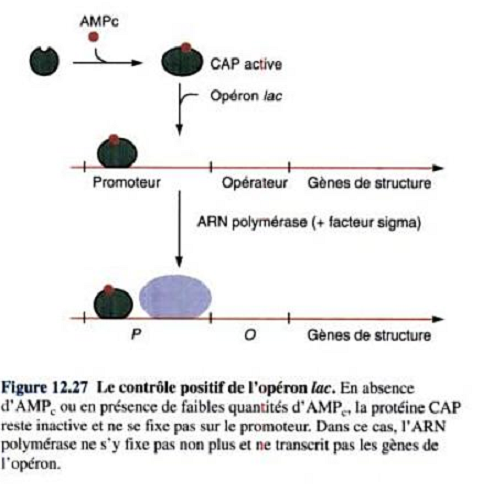 AMPc
CAP active
Opéron lac
Promoteur Opérateur Gènes de structure
ARN polymérase (+ facteur sigma)
P O Gènes de structure
Figure 12.27 Le contrôle positif de l'opéron lac. En absence
d'AMPc ou en présence de faibles quantités d'AMPc, la protéine CAP
reste inactive et ne se fixe pas sur le promoteur. Dans ce cas, l'ARN
polymérase ne s'y fixe pas non plus et ne transcrit pas les gènes de
l'opéron.